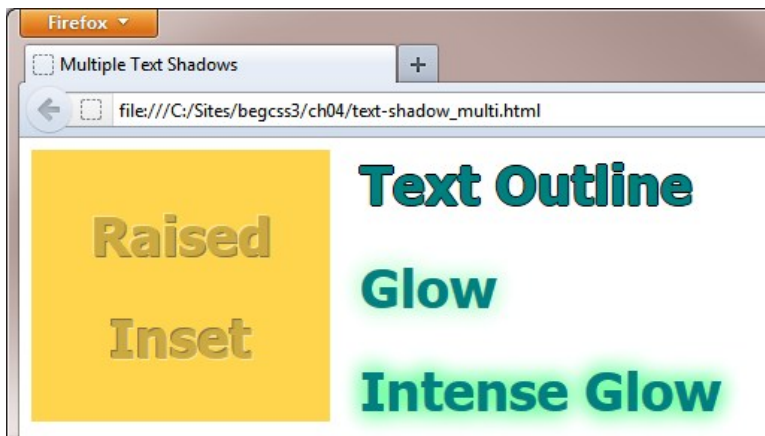 Firefox
Multiple Text Shadows
file:///C:/Sites/begcss3/ch04/text-shadow_multi.html
Raised
Inset
Text Outline
Glow
Intense Glow